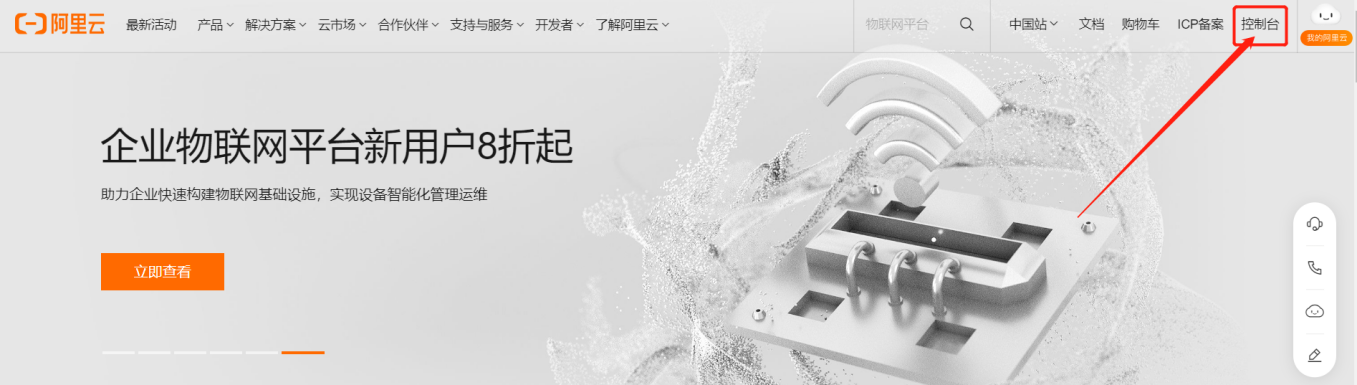 阿里云 最新活动 产品 解决方案 云市场 合作伙伴 支持与服务 开发者 了解阿里云 物联网平台 中国站 文档 购物车 ICP备案 控制台
我的阿里云
企业物联网平台新用户8折起
助力企业快速构建物联网基础设施，实现设备智能化管理运维
立即查看